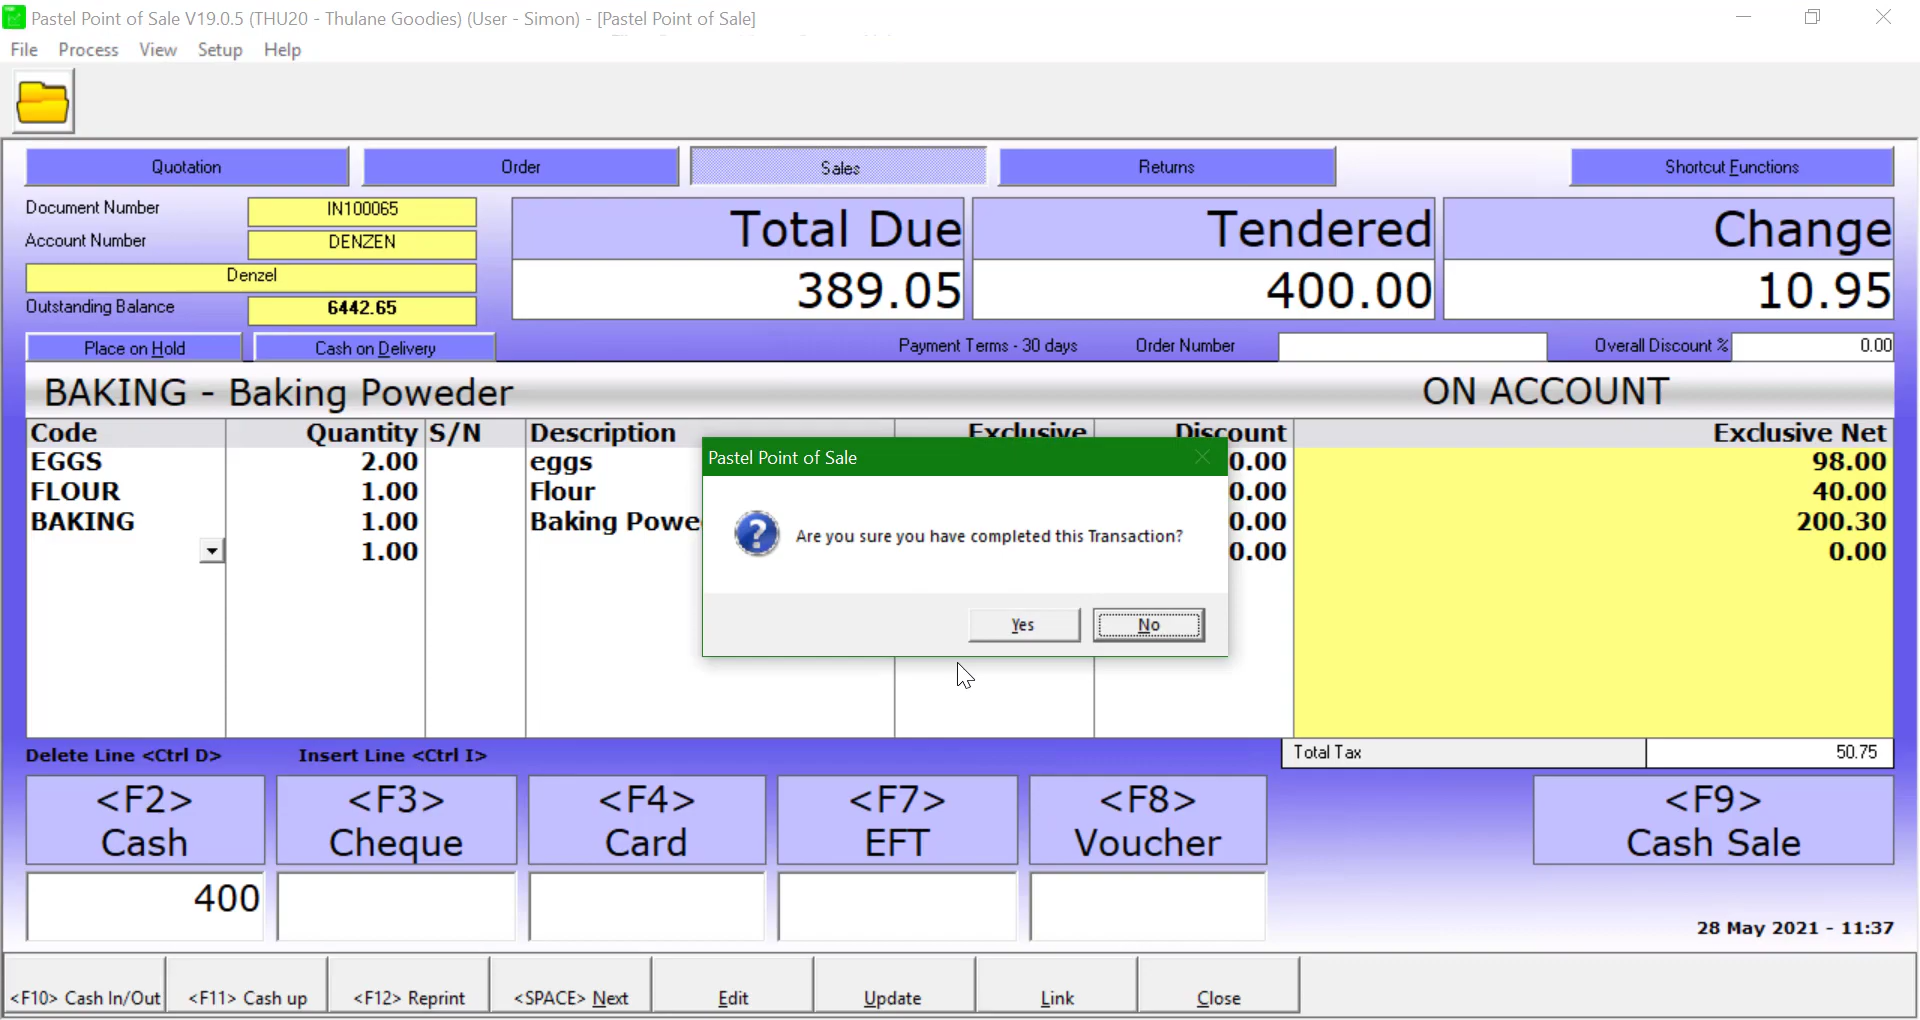 Pastel Point of Sale V19.0.5 (THU20 - Thulane Goodies) (User - Simon) - [Pastel Point of Sale]
File Process View Setup Help
Quotation Order Sales Returns Shortcut Functions
Document Number IN100065
Account Number DENZEN
Denzel
Outstanding Balance 6442.65
Total Due Tendered Change
389.05 400.00 10.95
Place on Hold Cash on Delivery Payment Terms - 30 days Order Number Overall Discount % 0.00
BAKING - Baking Poweder ON ACCOUNT
Code Quantity S/N Description Exclusive Discount Exclusive Net
EGGS 2.00 eggs 0.00 98.00
FLOUR 1.00 Flour 0.00 40.00
BAKING 1.00 Baking Powe 0.00 200.30
1.00 0.00 0.00
Pastel Point of Sale
Are you sure you have completed this Transaction?
Yes No
Delete Line <Ctrl D> Insert Line <Ctrl I> Total Tax 50.75
<F2> <F3> <F4> <F7> <F8> <F9>
Cash Cheque Card EFT Voucher Cash Sale
400
28 May 2021 - 11:37
<F10> Cash In/Out <F11> Cash up <F12> Reprint <SPACE> Next Edit Update Link Close